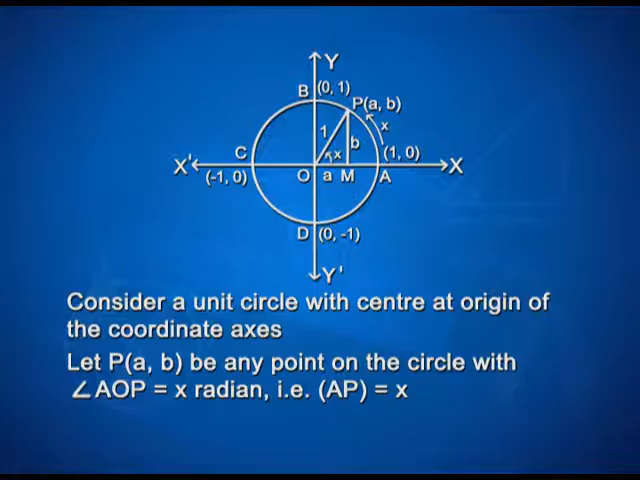 Y
B (0, 1)
P(a, b)
1
x
x
b
C
(1, 0)
X'
X
(-1, 0)
O a M A
D (0, -1)
Y'
Consider a unit circle with centre at origin of
the coordinate axes
Let P(a, b) be any point on the circle with
∠AOP = x radian, i.e. (AP) = x